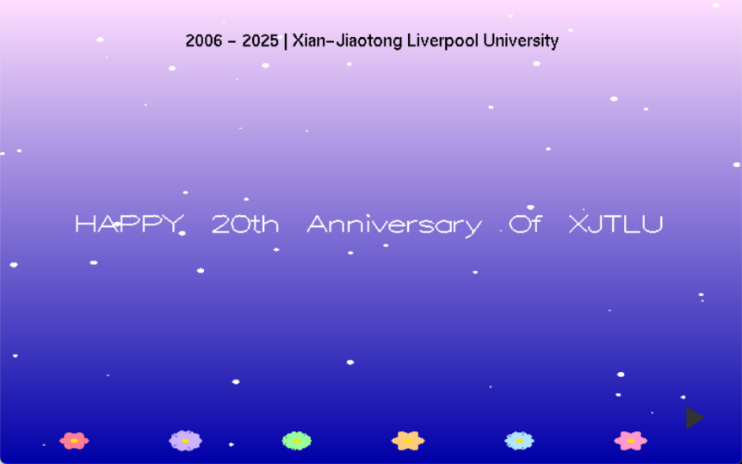 2006 - 2025 | Xian-Jiaotong Liverpool University
HAPPY 20th Anniversary Of XJTLU